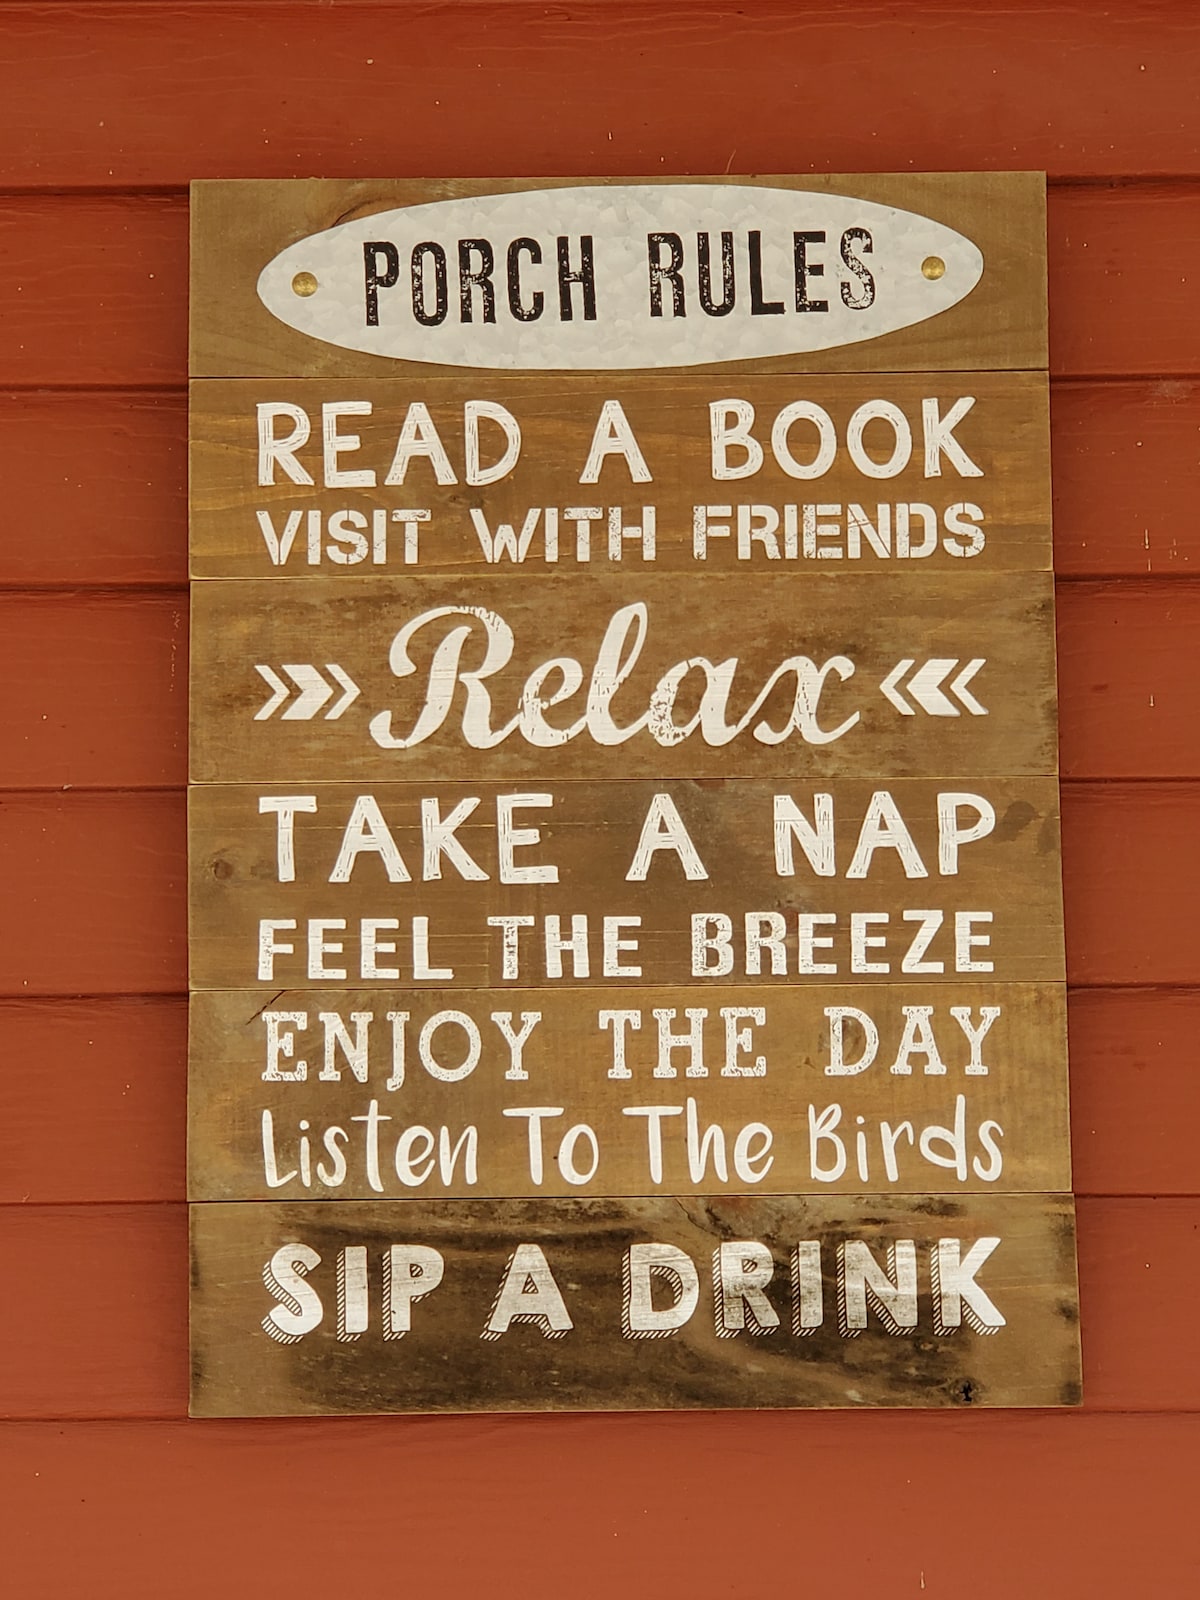 PORCH RULES
READ A BOOK
VISIT WITH FRIENDS
Relax
TAKE A NAP
FEEL THE BREEZE
ENJOY THE DAY
Listen To The Birds
SIP A DRINK